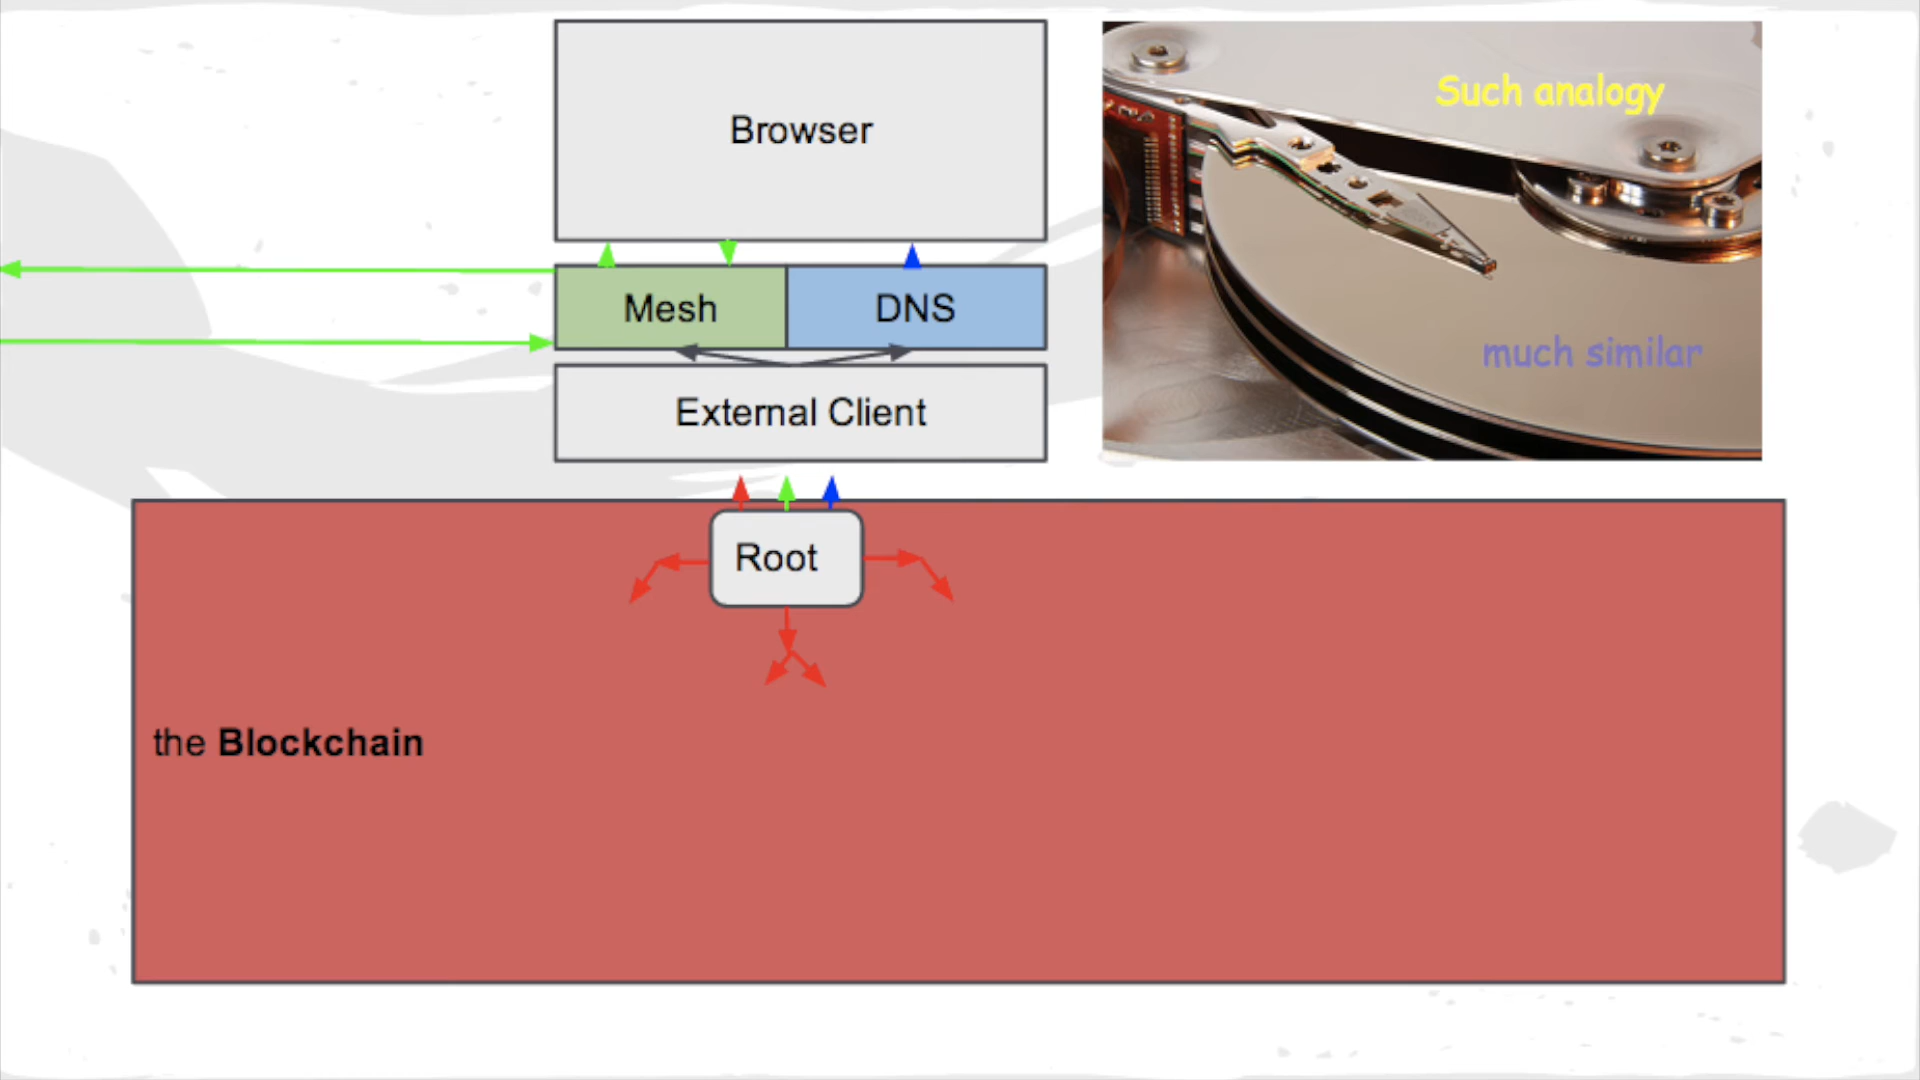 Browser
Such analogy
Mesh
DNS
much similar
External Client
Root
the Blockchain